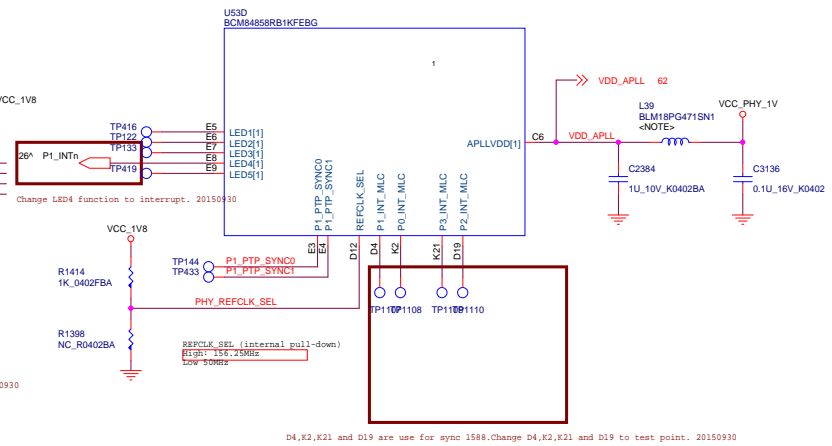 U53D
BCM84858RB1KFEBG
1
VDD_APLL 62
VCC_1V8
L39
BLM18PG471SN1
<NOTE>
VCC_PHY_1V
TP416 E5 LED1[1]
TP122 E6 LED2[1]
TP133 E7 LED3[1]
26^ P1_INTn E8 LED4[1]
TP419 E9 LED5[1]
APLLVDD[1] C6 VDD_APLL
C2384
1U_10V_K0402BA
C3136
0.1U_16V_K0402
Change LED4 function to interrupt. 20150930
P1_PTP_SYNC0
P1_PTP_SYNC1
REFCLK_SEL
P1_INT_MLC
P0_INT_MLC
P3_INT_MLC
P2_INT_MLC
E3 E4 D12 D4 K2 K21 D19
VCC_1V8
TP144 P1_PTP_SYNC0
TP433 P1_PTP_SYNC1
R1414
1K_0402FBA
PHY_REFCLK_SEL
TP1108 TP1110
R1398
NC_R0402BA
REFCLK_SEL (internal pull-down)
High: 156.25MHz
Low 50MHz
0930
D4,K2,K21 and D19 are use for sync 1588.Change D4,K2,K21 and D19 to test point. 20150930